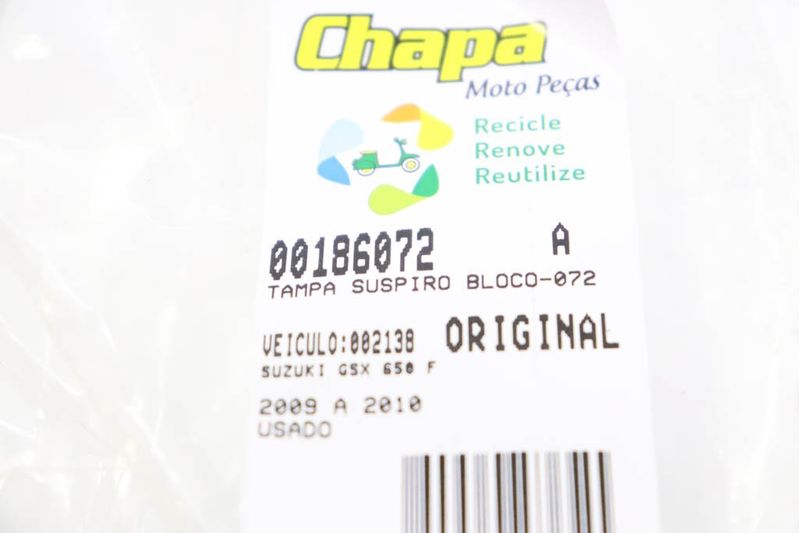 Chapa
Moto Peças
Recicle
Renove
Reutilize
00186072 A
TAMPA SUSPIRO BLOCO-072
VEICULO:002138 ORIGINAL
SUZUKI GSX 650 F
2009 A 2010
USADO